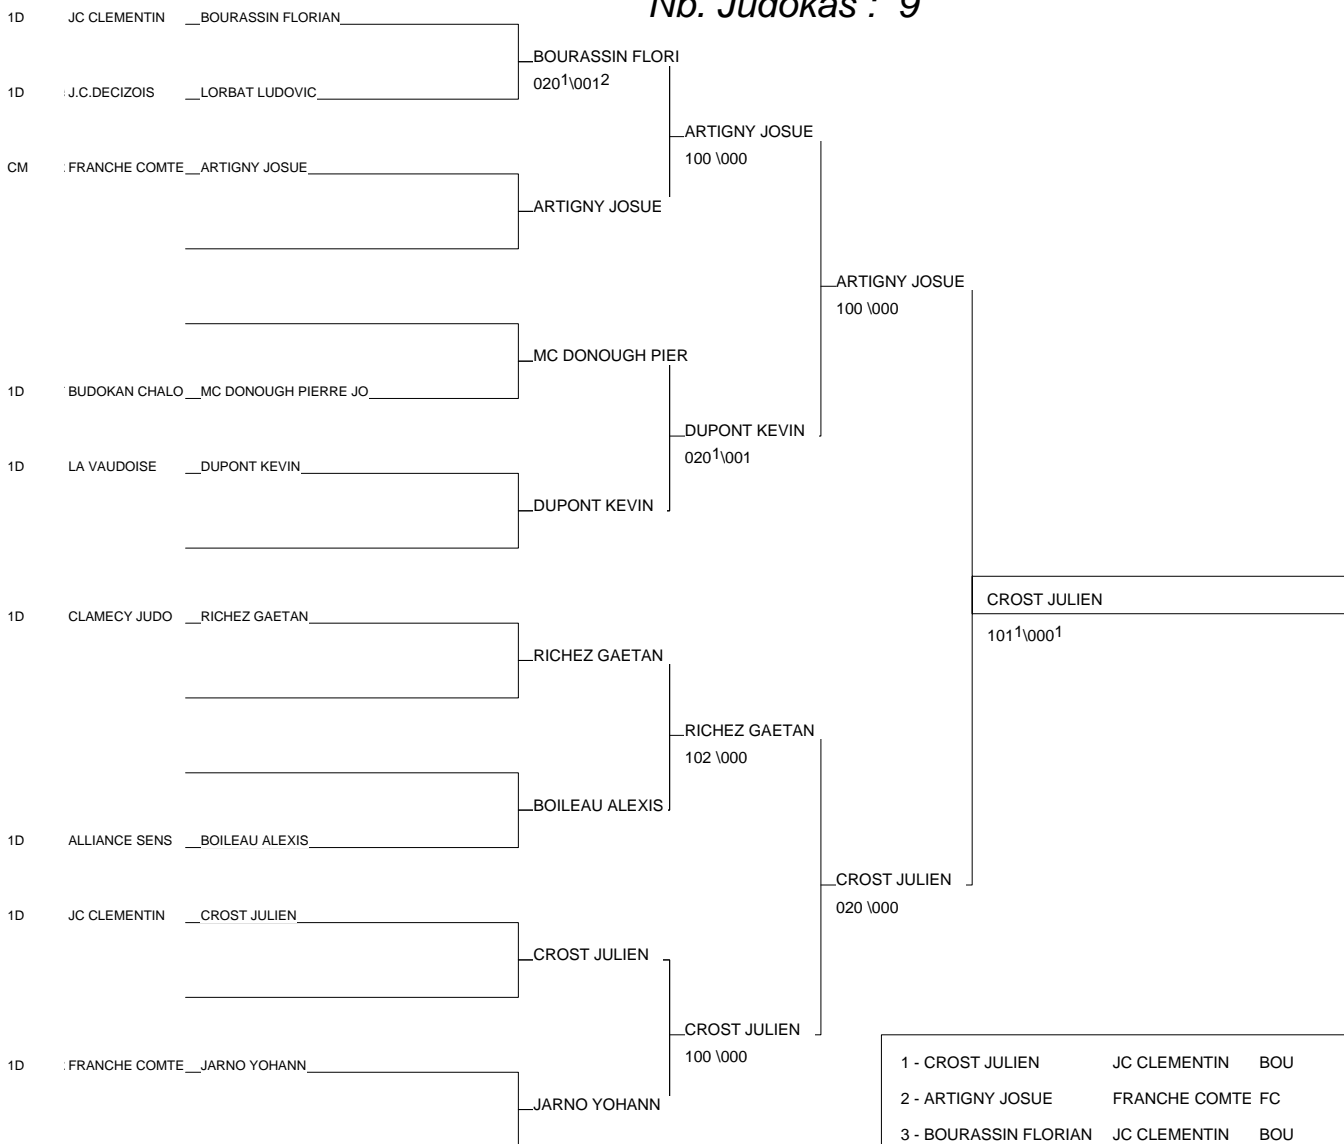 Nb. Judokas : 9
1D JC CLEMENTIN BOURASSIN FLORIAN
BOURASSIN FLORI
020¹\001²
1D J.C.DECIZOIS LORBAT LUDOVIC
ARTIGNY JOSUE
100 \000
CM FRANCHE COMTE ARTIGNY JOSUE
ARTIGNY JOSUE
ARTIGNY JOSUE
100 \000
MC DONOUGH PIER
1D BUDOKAN CHALO MC DONOUGH PIERRE JO
DUPONT KEVIN
020¹\001
1D LA VAUDOISE DUPONT KEVIN
DUPONT KEVIN
CROST JULIEN
101¹\000¹
1D CLAMECY JUDO RICHEZ GAETAN
RICHEZ GAETAN
RICHEZ GAETAN
102 \000
BOILEAU ALEXIS
1D ALLIANCE SENS BOILEAU ALEXIS
CROST JULIEN
020 \000
1D JC CLEMENTIN CROST JULIEN
CROST JULIEN
CROST JULIEN
100 \000
1D FRANCHE COMTE JARNO YOHANN
JARNO YOHANN
1 - CROST JULIEN JC CLEMENTIN BOU
2 - ARTIGNY JOSUE FRANCHE COMTE FC
3 - BOURASSIN FLORIAN JC CLEMENTIN BOU